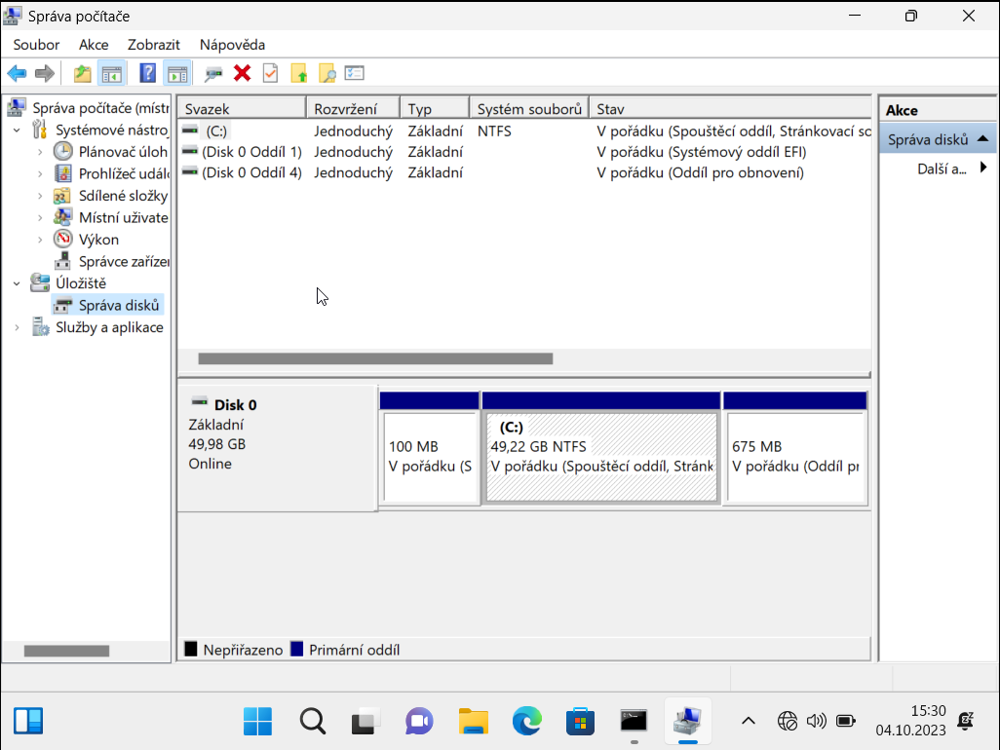 Správa počítače
Soubor Akce Zobrazit Nápověda
Správa počítače (místr
Systémové nástro
Plánovač úloh
Prohlížeč udál
Sdílené složky
Místní uživate
Výkon
Správce zařízer
Úložiště
Správa disků
Služby a aplikace
Svazek Rozvržení Typ Systém souborů Stav
(C:) Jednoduchý Základní NTFS V pořádku (Spouštěcí oddíl, Stránkovací so
(Disk 0 Oddíl 1) Jednoduchý Základní V pořádku (Systémový oddíl EFI)
(Disk 0 Oddíl 4) Jednoduchý Základní V pořádku (Oddíl pro obnovení)
Disk 0
Základní
49,98 GB
Online
100 MB
V pořádku (S
(C:)
49,22 GB NTFS
V pořádku (Spouštěcí oddíl, Stránk
675 MB
V pořádku (Oddíl pr
Nepřiřazeno Primární oddíl
Akce
Správa disků
Další a...
15:30
04.10.2023